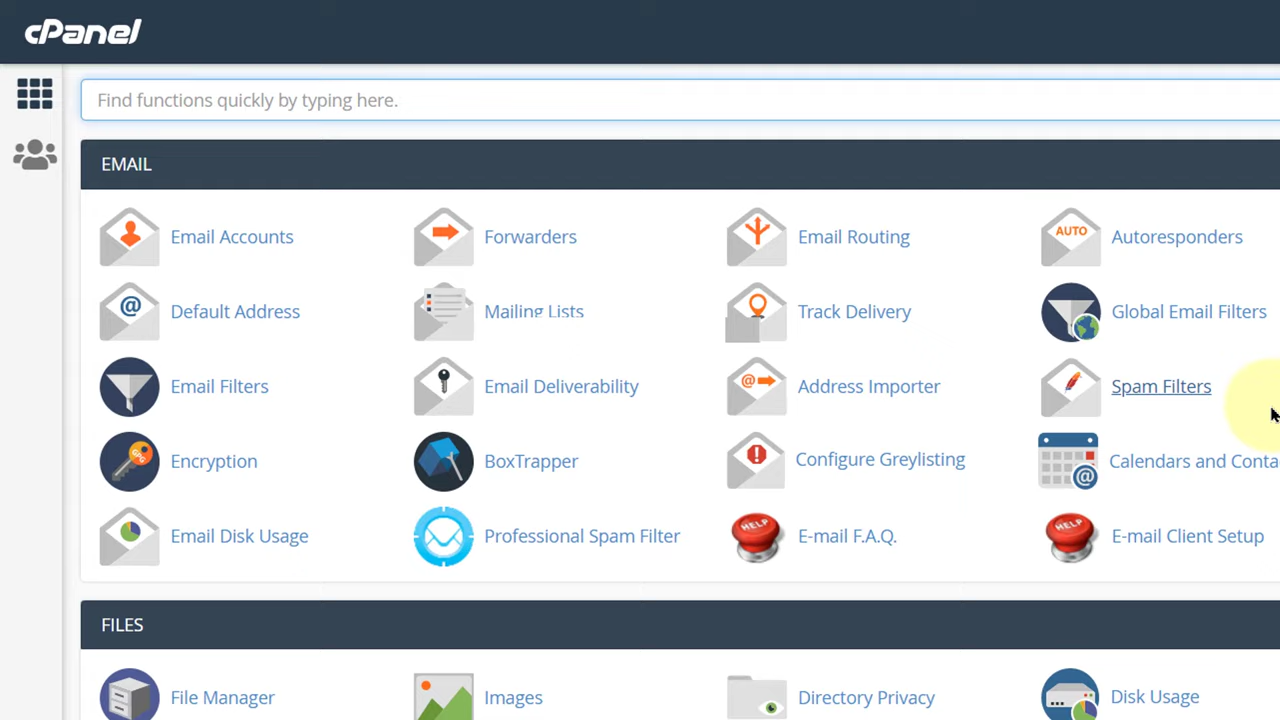 cPanel
Find functions quickly by typing here.
EMAIL
Email Accounts
Forwarders
Email Routing
AUTO
Autoresponders
@
Default Address
Mailing Lists
Track Delivery
Global Email Filters
Email Filters
Email Deliverability
@
Address Importer
Spam Filters
GPG
Encryption
BoxTrapper
!
Configure Greylisting
@
Calendars and Conta
Email Disk Usage
Professional Spam Filter
HELP
E-mail F.A.Q.
HELP
E-mail Client Setup
FILES
File Manager
Images
Directory Privacy
Disk Usage